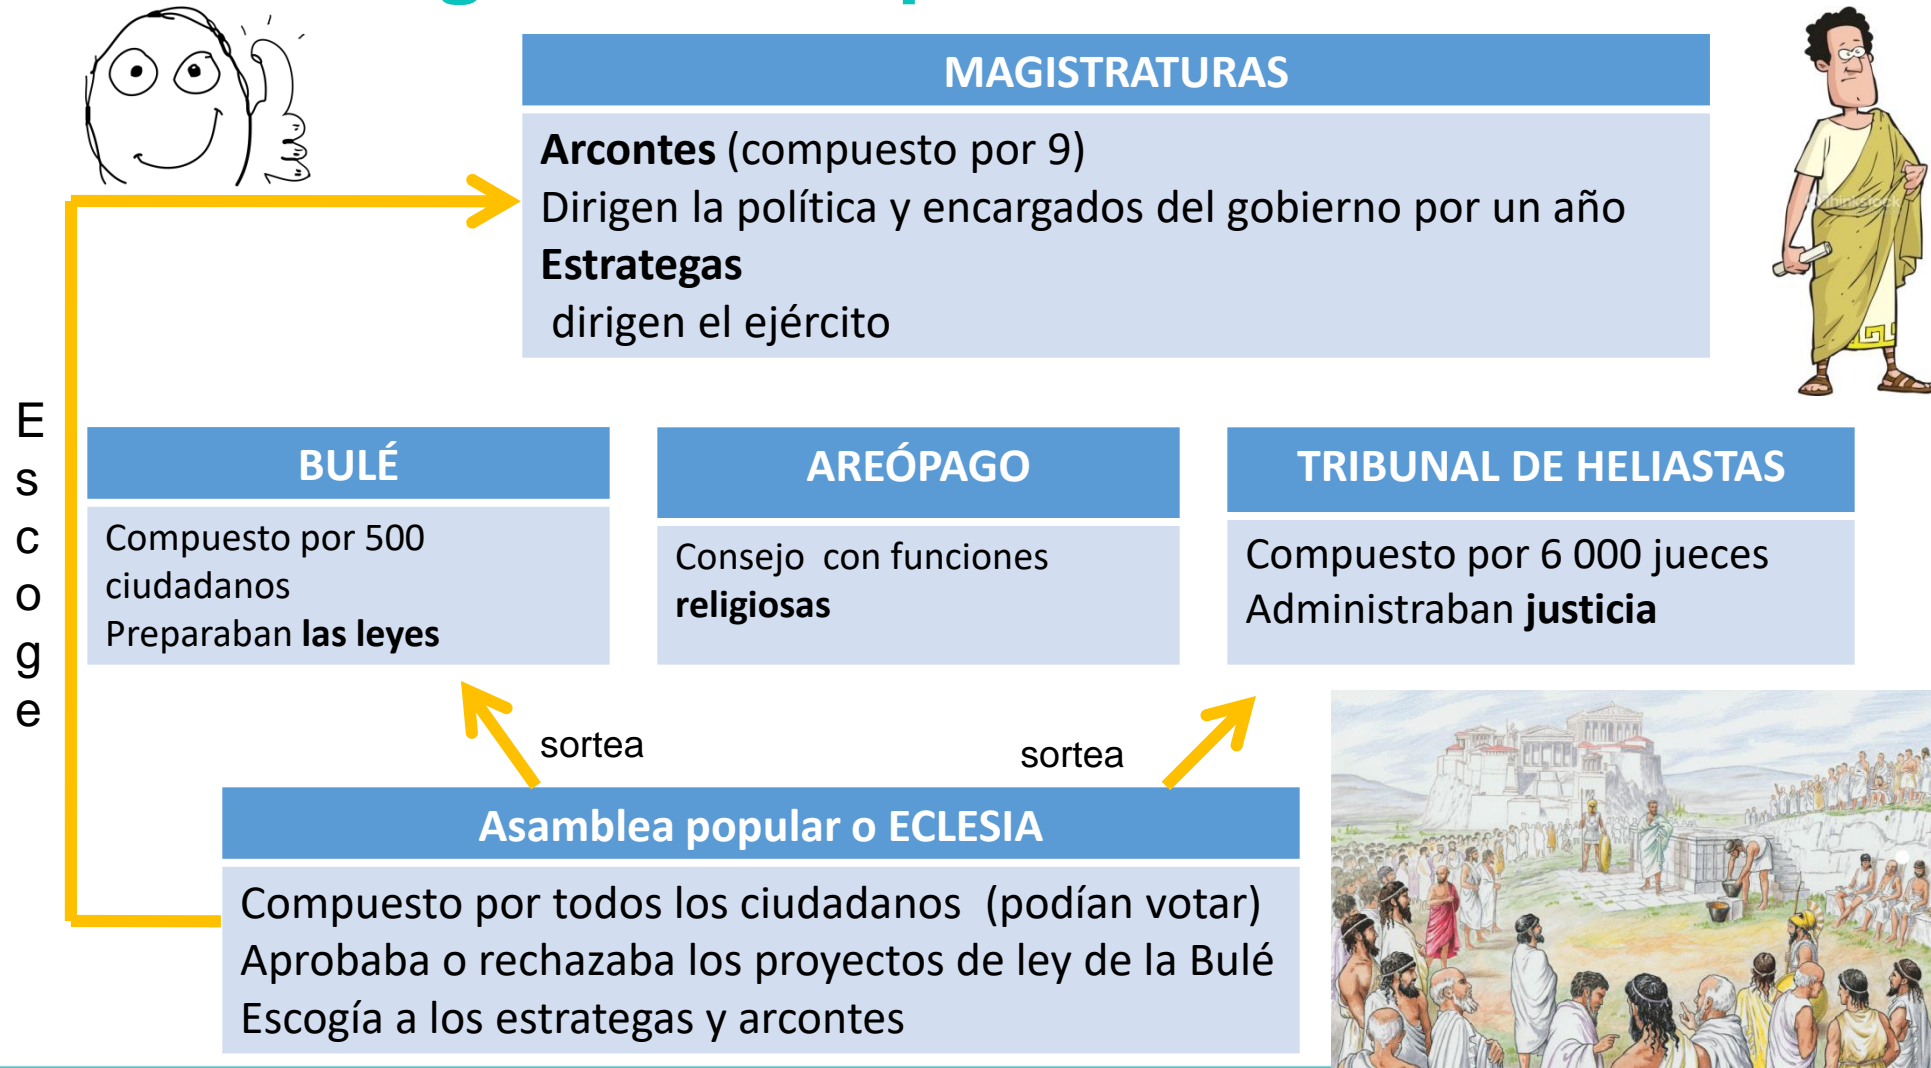 MAGISTRATURAS
Arcontes (compuesto por 9)
Dirigen la política y encargados del gobierno por un año
Estrategas
dirigen el ejército
Escoge
BULÉ
Compuesto por 500
ciudadanos
Preparaban las leyes
AREÓPAGO
Consejo con funciones
religiosas
TRIBUNAL DE HELIASTAS
Compuesto por 6 000 jueces
Administraban justicia
sortea
sortea
Asamblea popular o ECLESIA
Compuesto por todos los ciudadanos (podían votar)
Aprobaba o rechazaba los proyectos de ley de la Bulé
Escogía a los estrategas y arcontes